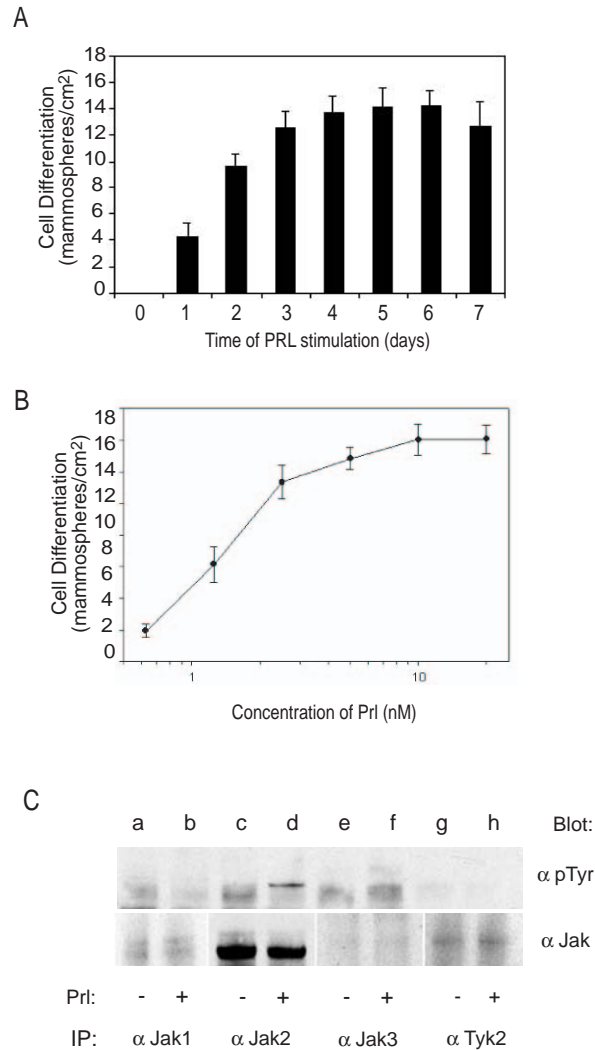 A
Cell Differentiation
(mammospheres/cm2)
18
16
14
12
10
8
6
4
2
0
0 1 2 3 4 5 6 7
Time of PRL stimulation (days)
B
Cell Differentiation
(mammospheres/cm2)
18
16
14
12
10
8
6
4
2
0
1 10
Concentration of Prl (nM)
C
a b c d e f g h Blot:
α pTyr
α Jak
Prl: - + - + - + - +
IP: α Jak1 α Jak2 α Jak3 α Tyk2